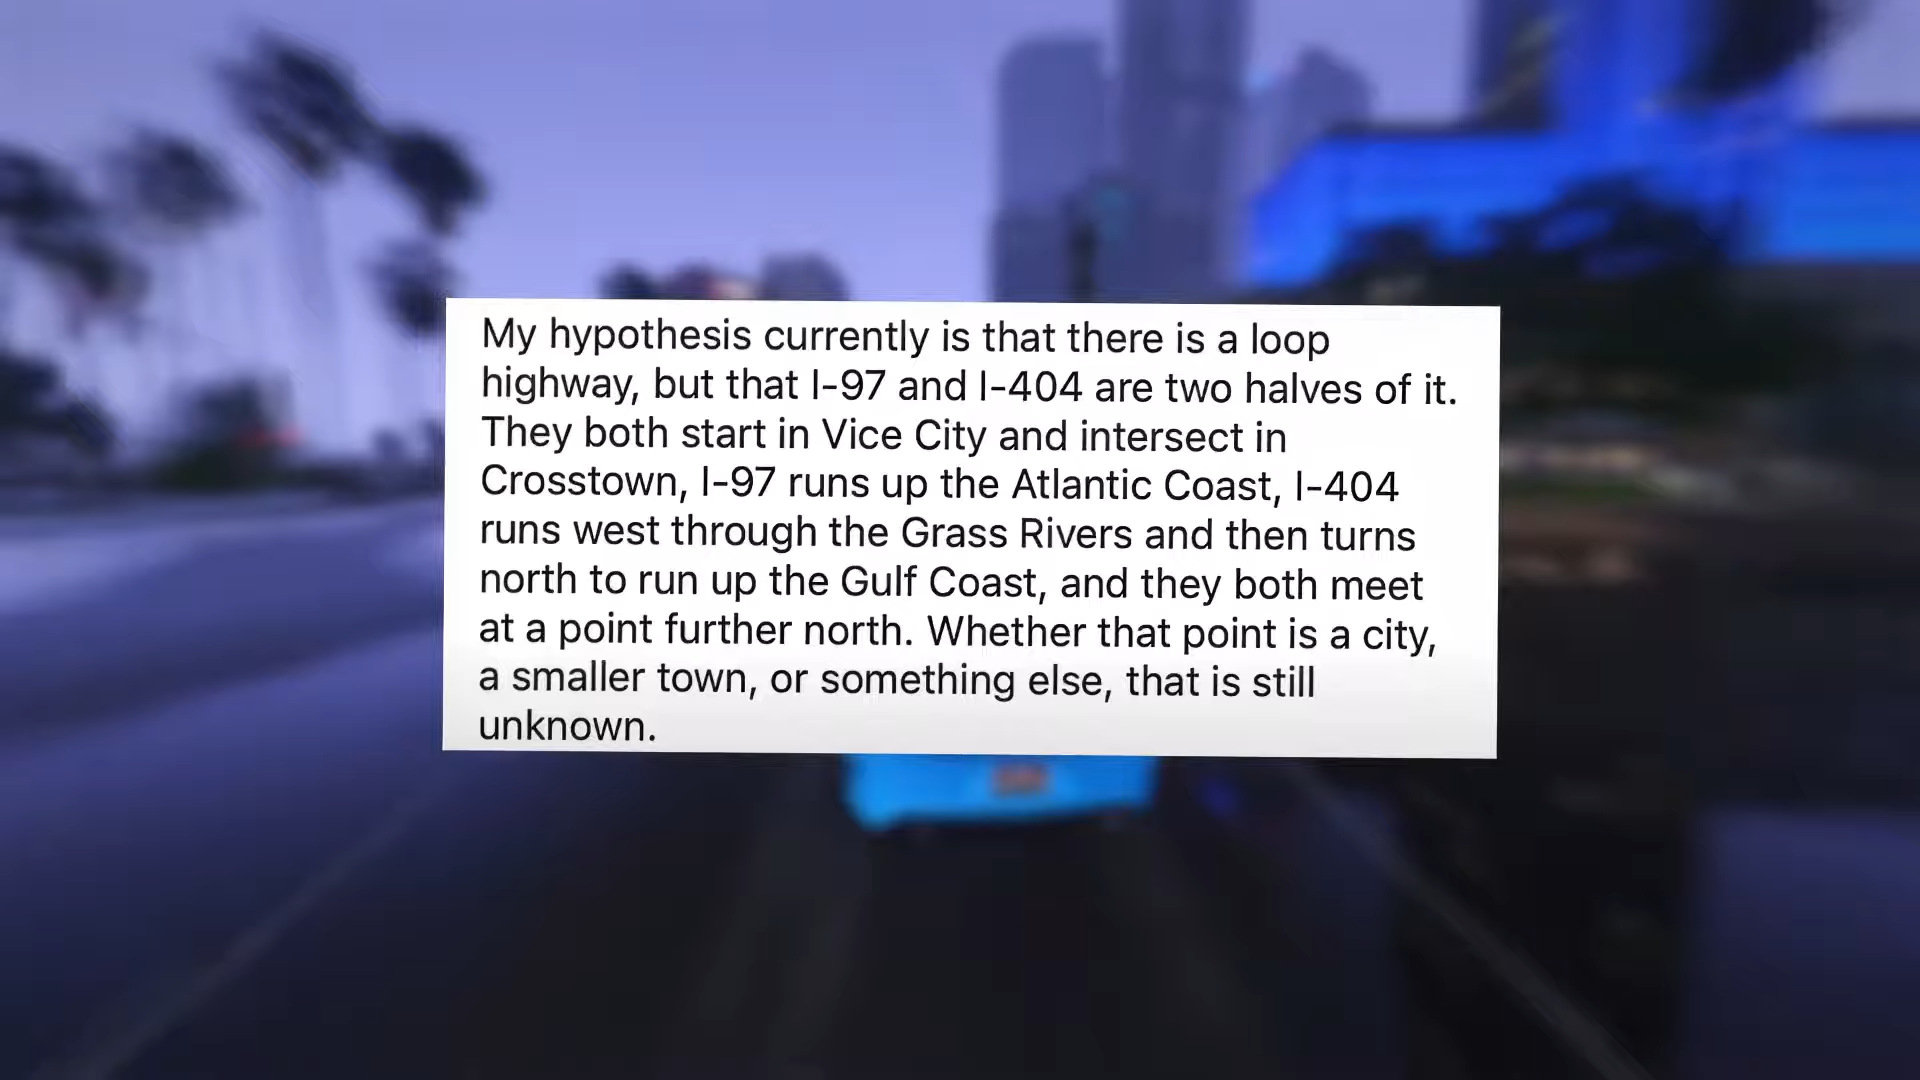 My hypothesis currently is that there is a loop
highway, but that I-97 and I-404 are two halves of it.
They both start in Vice City and intersect in
Crosstown, I-97 runs up the Atlantic Coast, I-404
runs west through the Grass Rivers and then turns
north to run up the Gulf Coast, and they both meet
at a point further north. Whether that point is a city,
a smaller town, or something else, that is still
unknown.